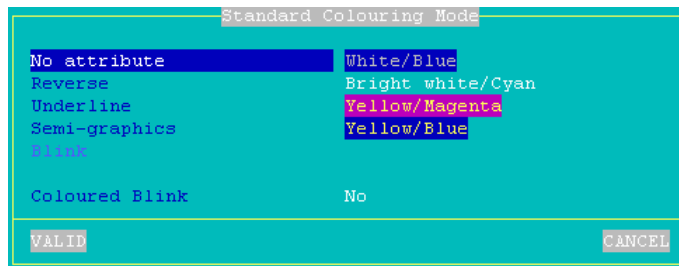 Standard Colouring Mode
No attribute White/Blue
Reverse Bright white/Cyan
Underline Yellow/Magenta
Semi-graphics Yellow/Blue
Blink
Coloured Blink No
VALID CANCEL